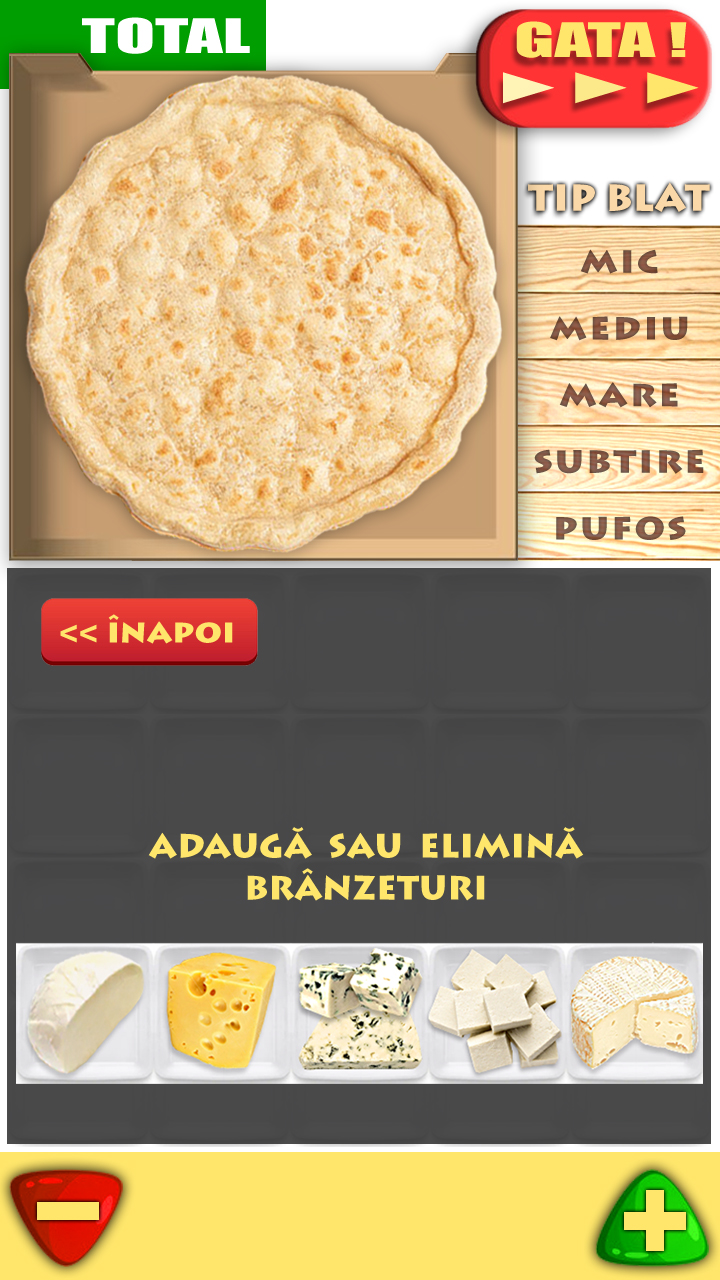 TOTAL
GATA !
TIP BLAT
MIC
MEDIU
MARE
SUBTIRE
PUFOS
<< ÎNAPOI
ADAUGĂ SAU ELIMINĂ
BRÂNZETURI